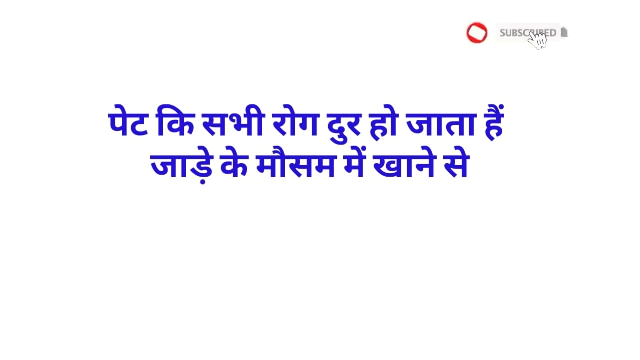 SUBSCRIBED
पेट कि सभी रोग दुर हो जाता हैं
जाड़े के मौसम में खाने से